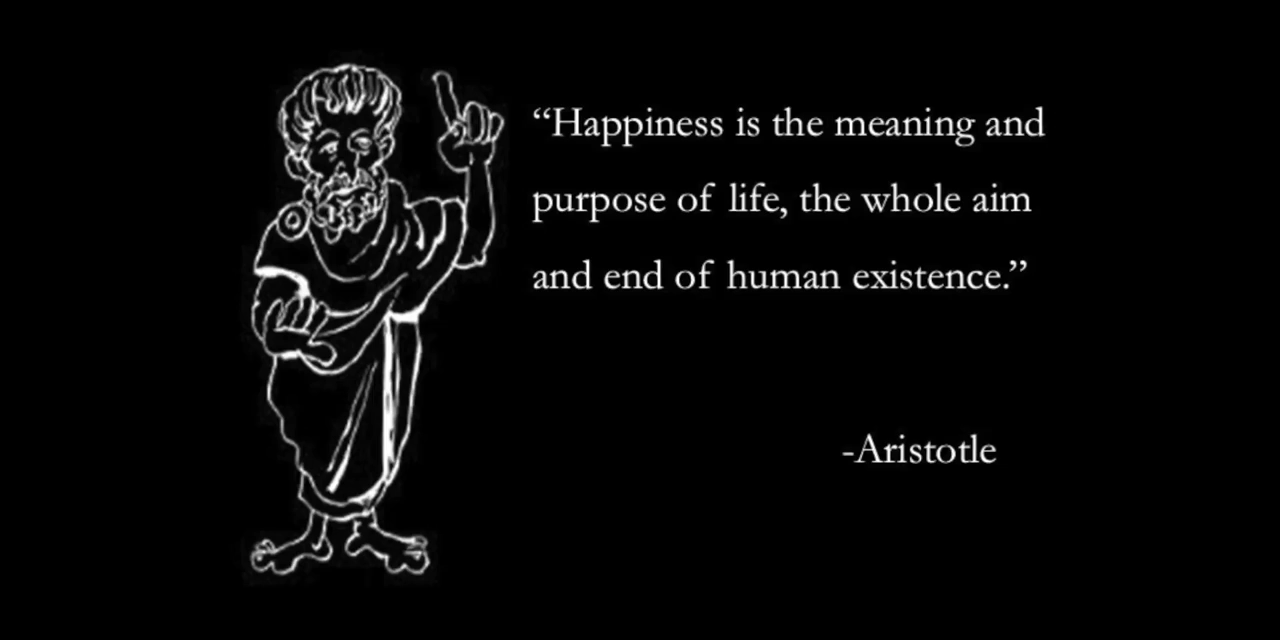 “Happiness is the meaning and
purpose of life, the whole aim
and end of human existence.”
-Aristotle